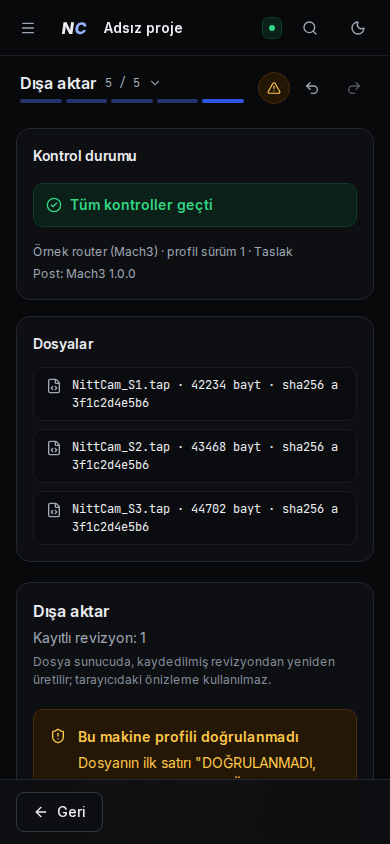 NC Adsız proje
Dışa aktar 5 / 5
Kontrol durumu
Tüm kontroller geçti
Örnek router (Mach3) · profil sürüm 1 · Taslak
Post: Mach3 1.0.0
Dosyalar
NittCam_S1.tap · 42234 bayt · sha256 a
3f1c2d4e5b6
NittCam_S2.tap · 43468 bayt · sha256 a
3f1c2d4e5b6
NittCam_S3.tap · 44702 bayt · sha256 a
3f1c2d4e5b6
Dışa aktar
Kayıtlı revizyon: 1
Dosya sunucuda, kaydedilmiş revizyondan yeniden
üretilir; tarayıcıdaki önizleme kullanılmaz.
Bu makine profili doğrulanmadı
Dosyanın ilk satırı "DOĞRULANMADI,
Geri